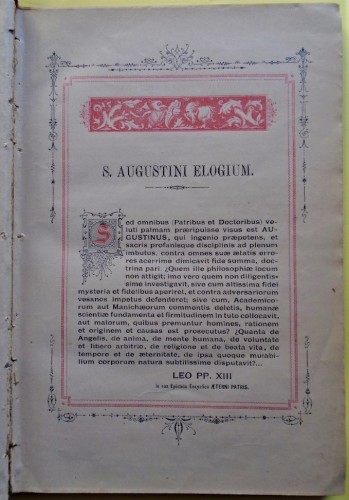 S. AUGUSTINI ELOGIUM.
Sed omnibus (Patribus et Doctoribus) ve-
luti palmam præripuisse visus est AU-
GUSTINUS, qui ingenio præpotens, et
sacris profanisque disciplinis ad plenum
imbutus, contra omnes suæ ætatis erro-
res acerrime dimicavit fide summa, doc-
trina pari. ¿Quem ille philosophiæ locum
non attigit; imo vero quem non diligentis-
sime investigavit, sive cum altissima fidei
mysteria et fidelibus aperiret, et contra adversariorum
vesanos impetus defenderet; sive cum, Academico-
rum aut Manichæorum commentis deletis, humanæ
scientiæ fundamenta et firmitudinem in tuto collocavit,
aut malorum, quibus premuntur homines, rationem
et originem et causas est prosecutus? ¿Quanta de
Angelis, de anima, de mente humana, de voluntate
et libero arbitrio, de religione et de beata vita, de
tempore et de æternitate, de ipsa quoque mutabi-
lium corporum natura subtilissime disputavit?...
LEO PP. XIII
in sua Epistola Encyclica ÆTERNI PATRIS.